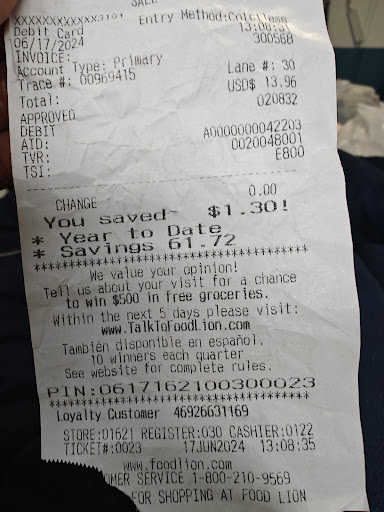 SALE
XXXXXXXXXXXX3191 Entry Method:Contactless
Debit Card 13:08:31
06/17/2024 300568
INVOICE:
Account Type: Primary Lane #: 30
Trace #: 00969415 USD$ 13.96
Total: 020832
APPROVED
DEBIT A0000000042203
AID: 0020048001
TVR: E800
TSI:
CHANGE 0.00
You saved $1.30!
* Year to Date
* Savings 61.72
**********************************
We value your opinion!
Tell us about your visit for a chance
to win $500 in free groceries.
Within the next 5 days please visit:
www.TalkToFoodLion.com
También disponible en español.
10 winners each quarter
See website for complete rules.
PIN:0617162100300023
**********************************
Loyalty Customer 46926631169
STORE:01621 REGISTER:030 CASHIER:0122
TICKET#:0023 17JUN2024 13:08:35
www.foodlion.com
OMER SERVICE 1-800-210-9569
FOR SHOPPING AT FOOD LION